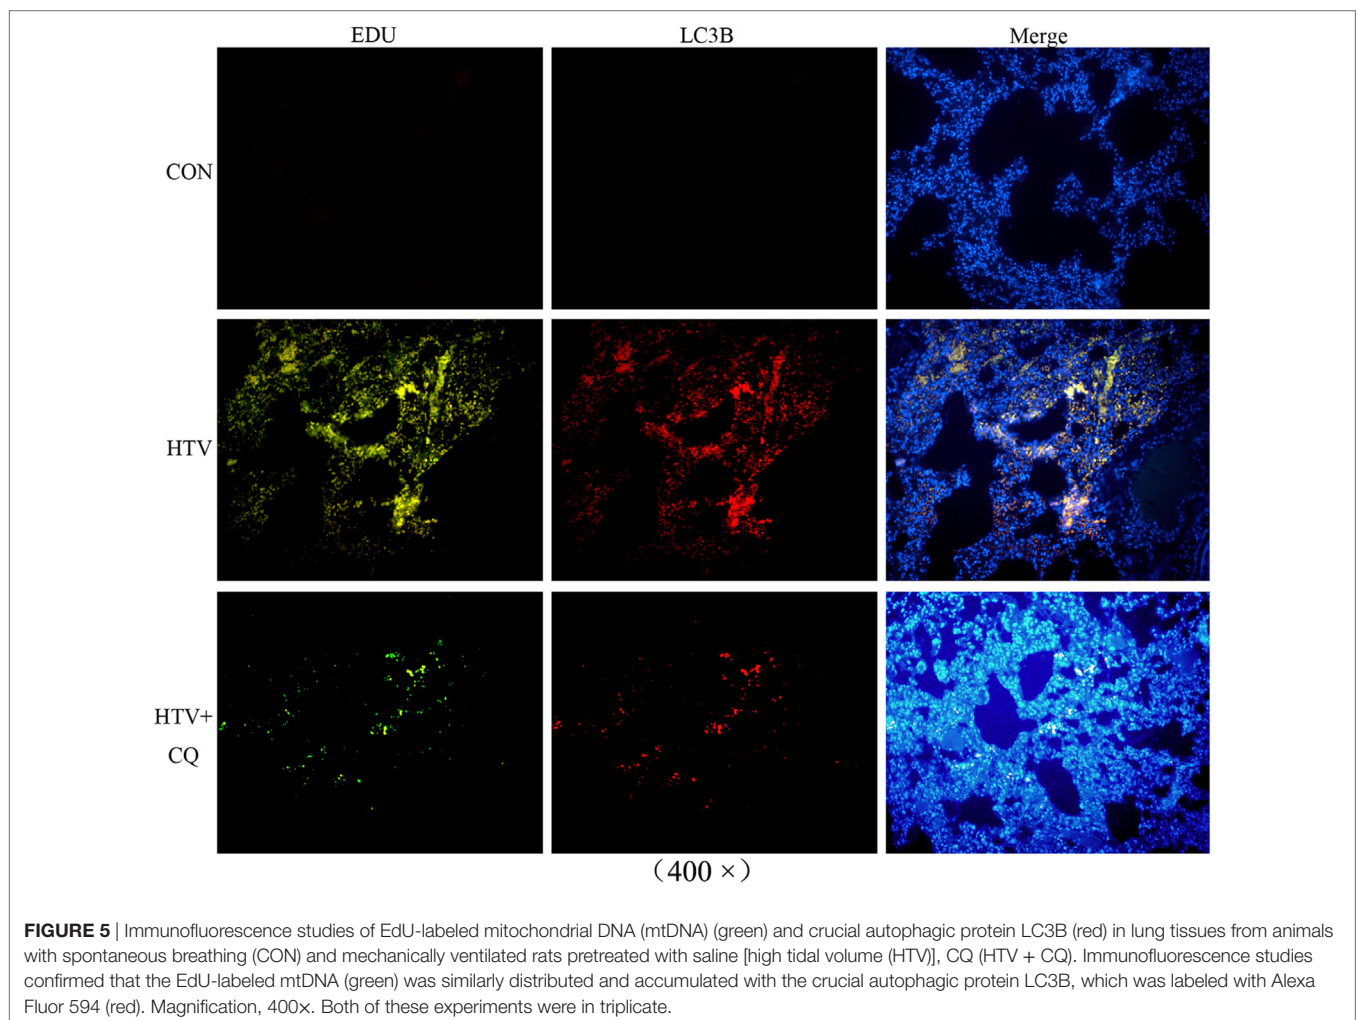 EDU LC3B Merge
CON
HTV
HTV+
CQ
(400 ×)
FIGURE 5 | Immunofluorescence studies of EdU-labeled mitochondrial DNA (mtDNA) (green) and crucial autophagic protein LC3B (red) in lung tissues from animals
with spontaneous breathing (CON) and mechanically ventilated rats pretreated with saline [high tidal volume (HTV)], CQ (HTV + CQ). Immunofluorescence studies
confirmed that the EdU-labeled mtDNA (green) was similarly distributed and accumulated with the crucial autophagic protein LC3B, which was labeled with Alexa
Fluor 594 (red). Magnification, 400×. Both of these experiments were in triplicate.